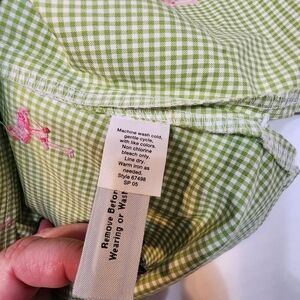 Machine wash cold,
gentle cycle,
with like colors.
Non chlorine
bleach only.
Line dry.
Warm iron as
needed.
Style 67498
SP 05
Remove Before
Wearing or Wash